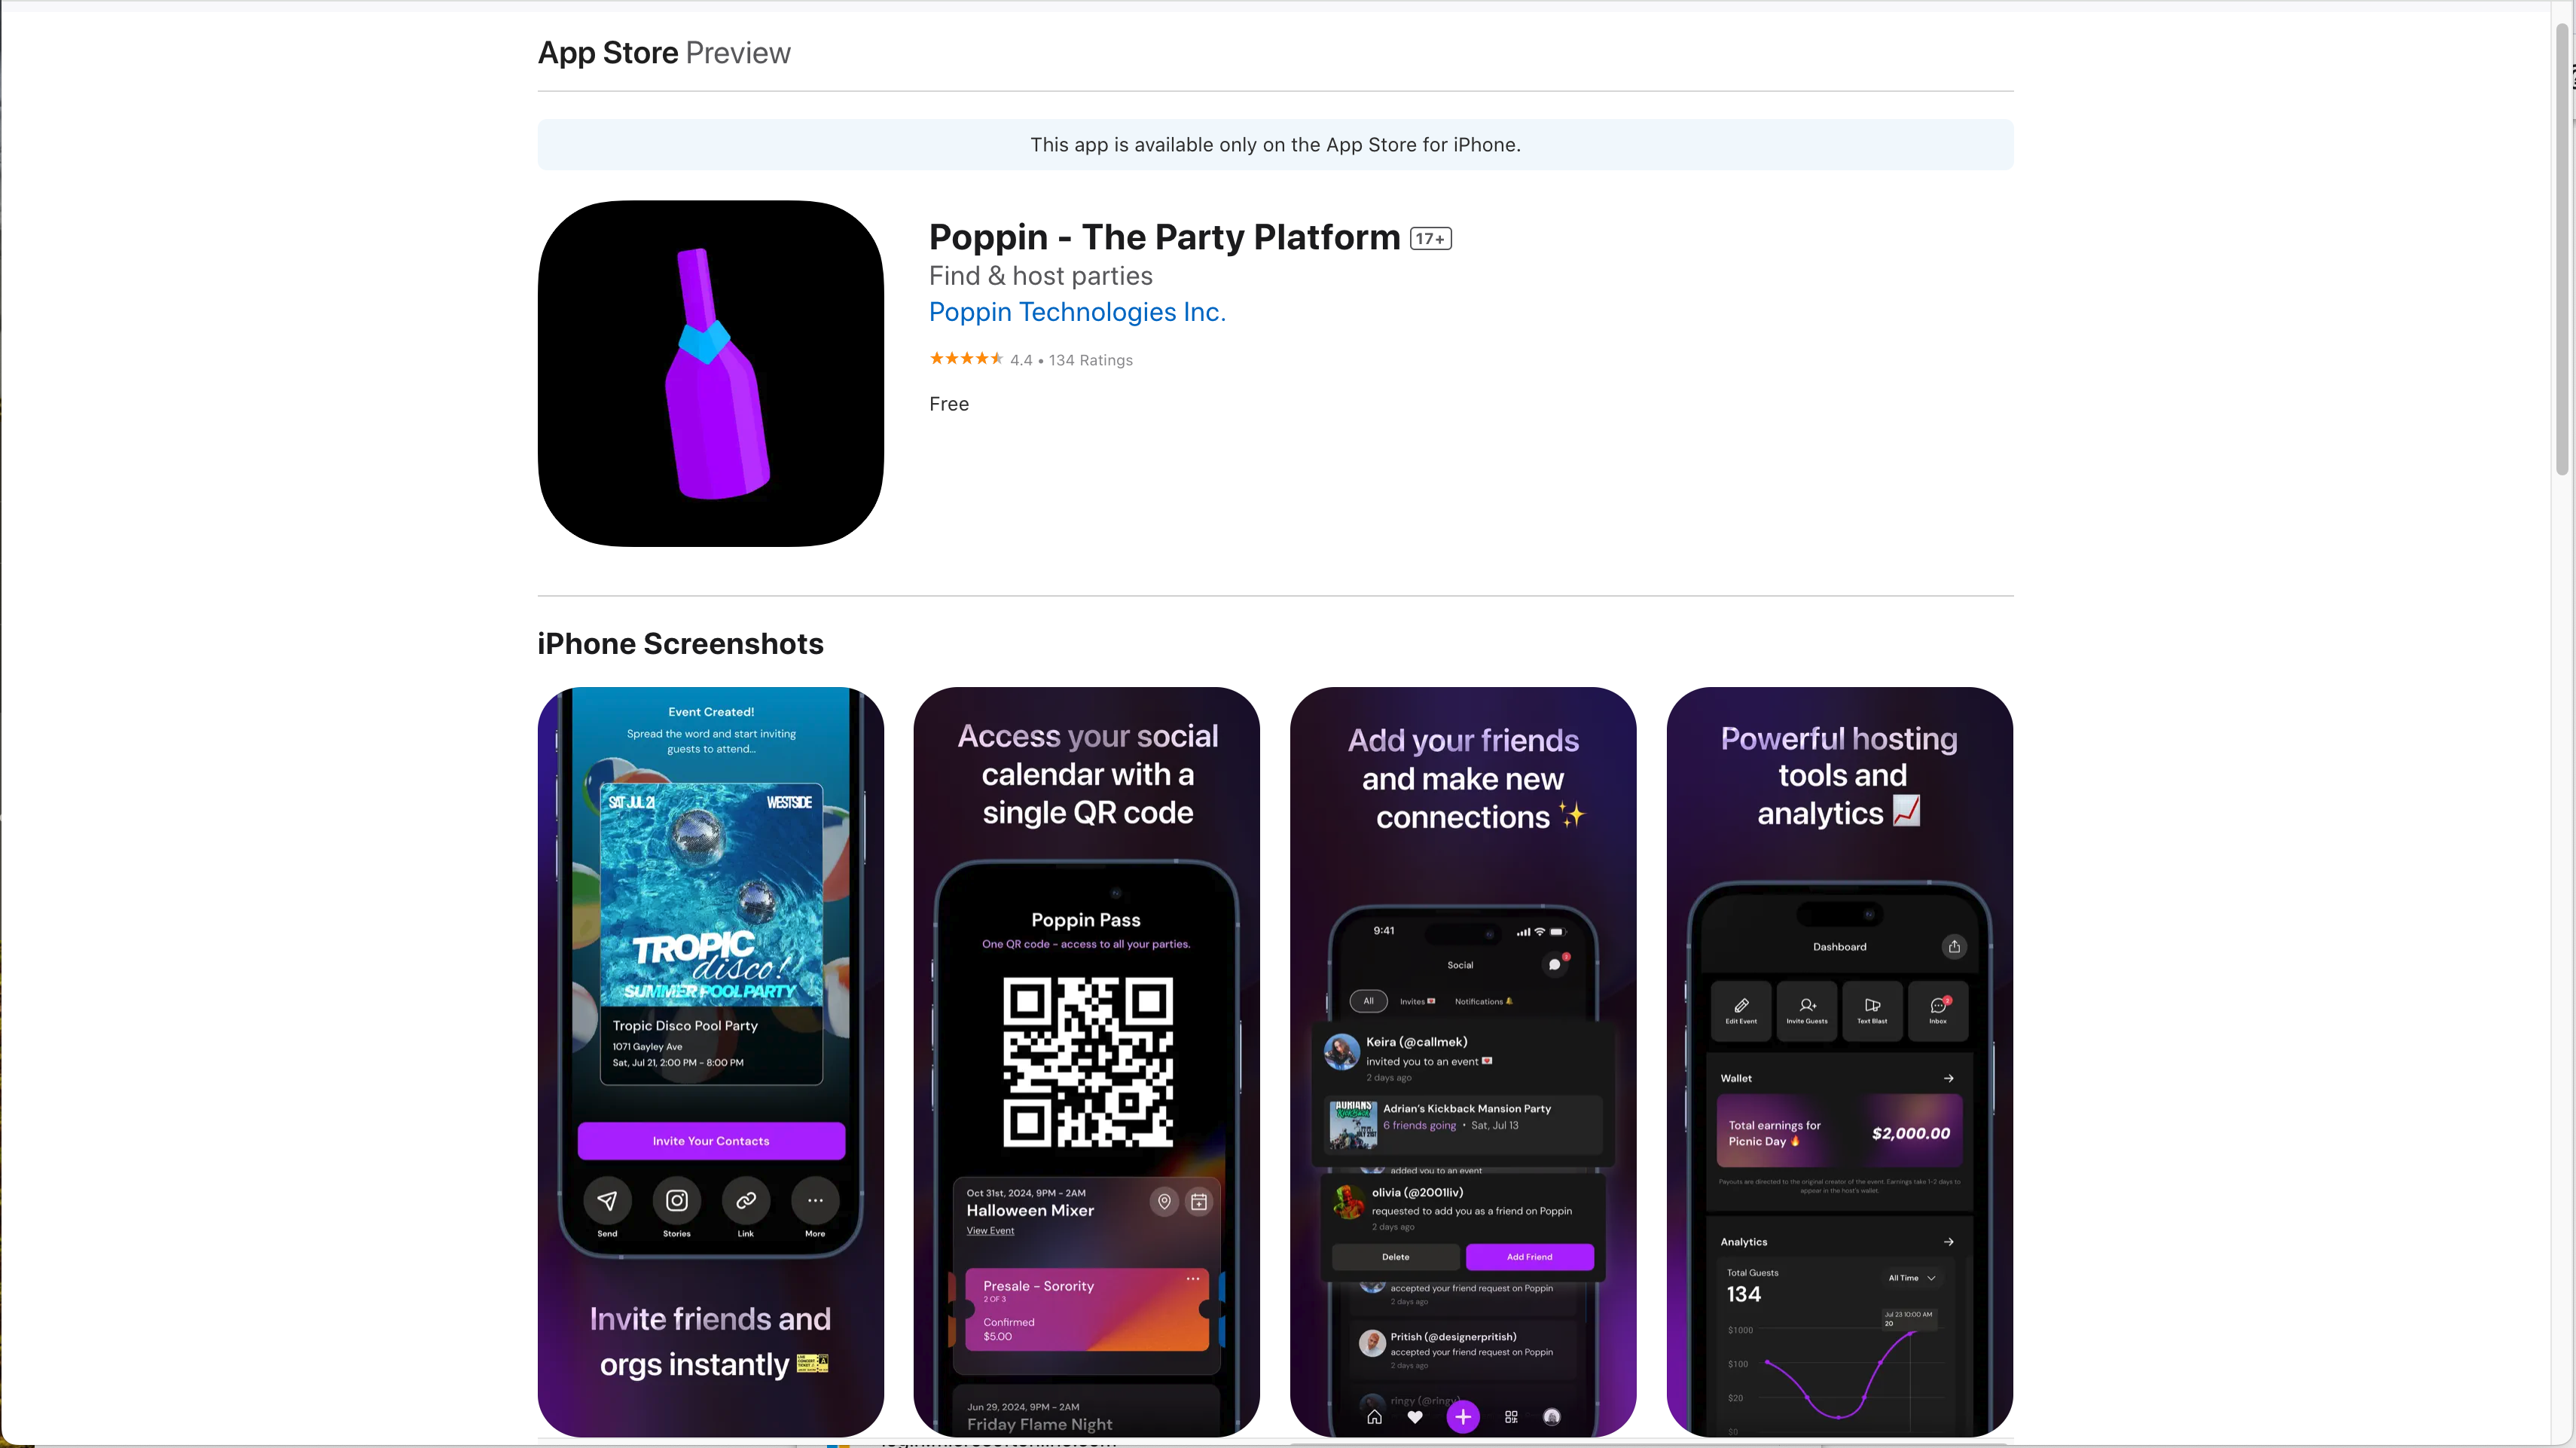 App Store Preview
This app is available only on the App Store for iPhone.
Poppin - The Party Platform 17+
Find & host parties
Poppin Technologies Inc.
4.4 • 134 Ratings
Free
iPhone Screenshots
Event Created!
Spread the word and start inviting
guests to attend...
SAT JUL 21 WESTSIDE
TROPIC
disco!
SUMMER POOL PARTY
Tropic Disco Pool Party
1071 Gayley Ave
Sat, Jul 21, 2:00 PM - 8:00 PM
Invite Your Contacts
Send Stories Link More
Invite friends and
orgs instantly
Access your social
calendar with a
single QR code
Poppin Pass
One QR code - access to all your parties.
Oct 31st, 2024, 9PM - 2AM
Halloween Mixer
View Event
Presale - Sorority
2 OF 3
Confirmed
$5.00
Jun 29, 2024, 9PM - 2AM
Friday Flame Night
Add your friends
and make new
connections
9:41
Social
All Invites Notifications
Keira (@callmek)
invited you to an event
2 days ago
ADRIANS
Adrian's Kickback Mansion Party
6 friends going • Sat, Jul 13
added you to an event
olivia (@2001liv)
requested to add you as a friend on Poppin
2 days ago
Delete Add Friend
accepted your friend request on Poppin
2 days ago
Pritish (@designerpritish)
accepted your friend request on Poppin
2 days ago
ringy (@ringy)
Powerful hosting
tools and
analytics
Dashboard
Edit Event Invite Guests Text Blast Inbox
Wallet
Total earnings for
Picnic Day $2,000.00
Payouts are directed to the original creator of the event. Earnings take 1-2 days to
appear in the host's wallet.
Analytics
Total Guests
All Time
134
Jul 23 10:00 AM
20
$1000
$100
$20
$0